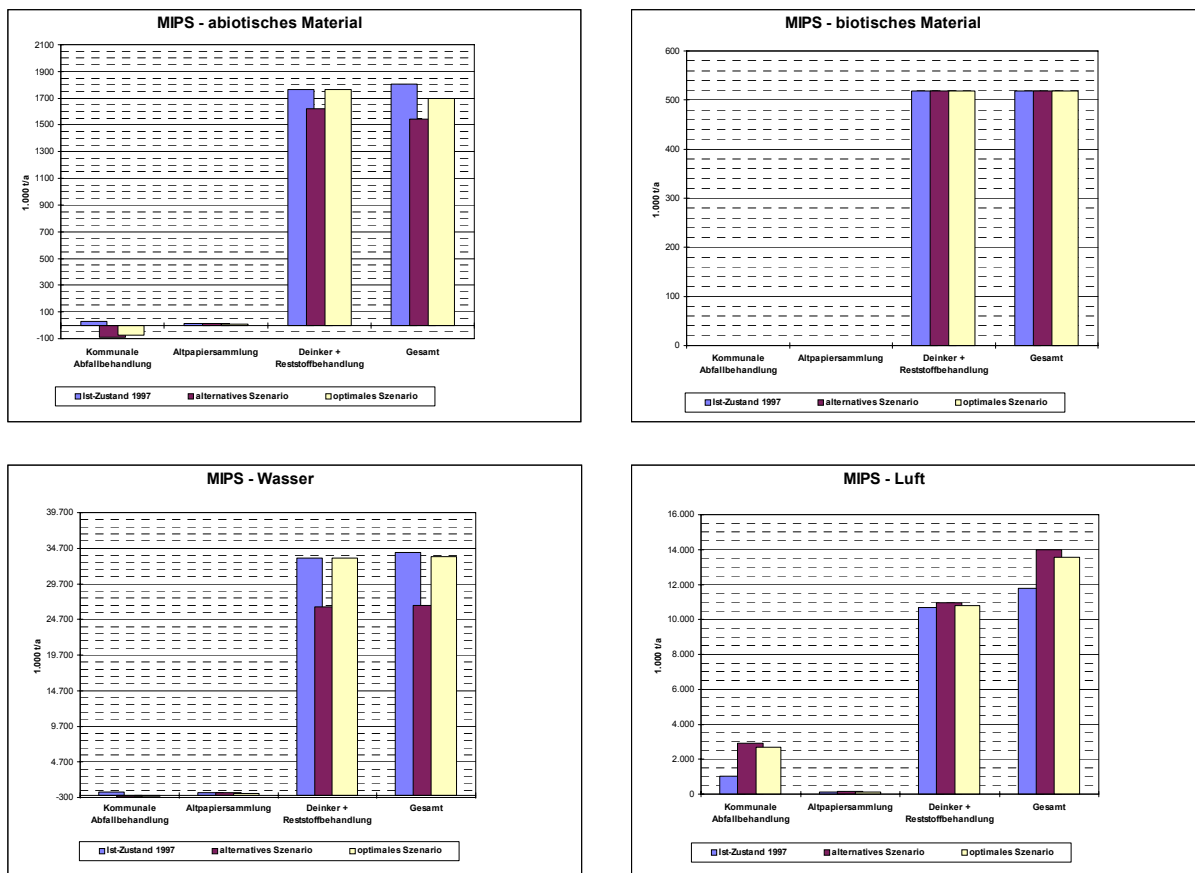 MIPS - abiotisches Material
2100
1900
1700
1500
1300
1100
900
700
500
300
100
-100
1.000 t/a
Kommunale
Abfallbehandlung
Altpapiersammlung
Deinker +
Reststoffbehandlung
Gesamt
Ist-Zustand 1997
alternatives Szenario
optimales Szenario
MIPS - biotisches Material
600
500
400
300
200
100
0
1.000 t/a
Kommunale
Abfallbehandlung
Altpapiersammlung
Deinker +
Reststoffbehandlung
Gesamt
Ist-Zustand 1997
alternatives Szenario
optimales Szenario
MIPS - Wasser
39.700
34.700
29.700
24.700
19.700
14.700
9.700
4.700
-300
1.000 t/a
Kommunale
Abfallbehandlung
Altpapiersammlung
Deinker +
Reststoffbehandlung
Gesamt
Ist-Zustand 1997
alternatives Szenario
optimales Szenario
MIPS - Luft
16.000
14.000
12.000
10.000
8.000
6.000
4.000
2.000
0
1.000 t/a
Kommunale
Abfallbehandlung
Altpapiersammlung
Deinker +
Reststoffbehandlung
Gesamt
Ist-Zustand 1997
alternatives Szenario
optimales Szenario